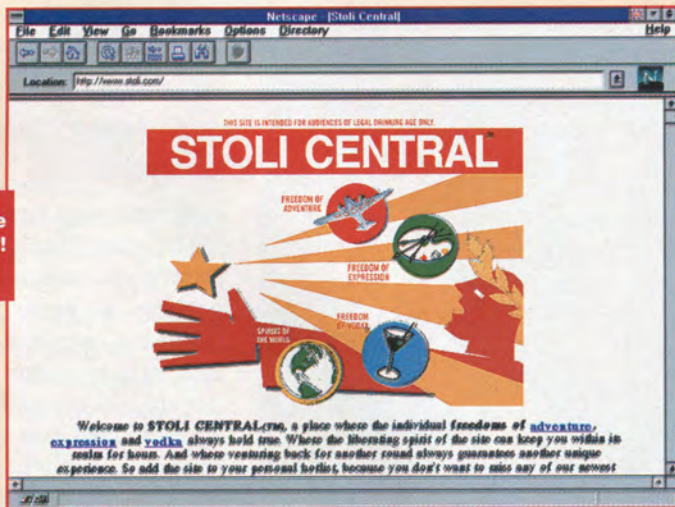 Netscape - [Stoli Central]
File Edit View Go Bookmarks Options Directory Help
Location: http://www.stoli.com/
THIS SITE IS INTENDED FOR AUDIENCES OF LEGAL DRINKING AGE ONLY.
STOLI CENTRAL™
FREEDOM OF
ADVENTURE
FREEDOM OF
EXPRESSION
FREEDOM
OF VODKA
SPIRITS OF
THE WORLD
Welcome to STOLI CENTRAL(TM), a place where the individual freedoms of adventure,
expression and vodka always hold true. Where the liberating spirit of the site can keep you within its
realm for hours. And where venturing back for another round always guarantees another unique
experience. So add the site to your personal hotlist, because you don't want to miss any of our newest